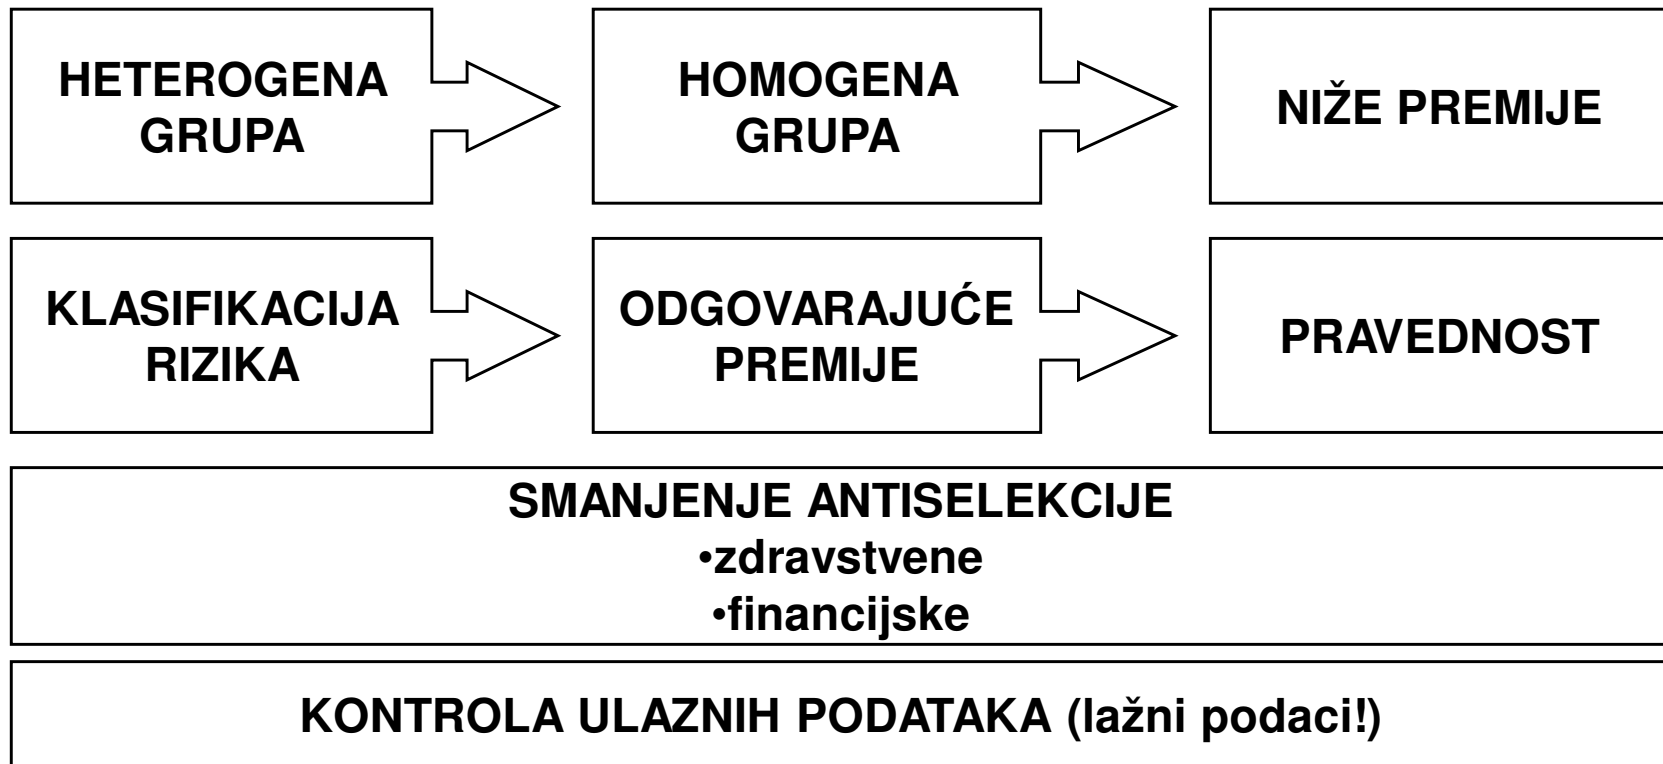 HETEROGENA
GRUPA
HOMOGENA
GRUPA
NIŽE PREMIJE
KLASIFIKACIJA
RIZIKA
ODGOVARAJUĆE
PREMIJE
PRAVEDNOST
SMANJENJE ANTISELEKCIJE
•zdravstvene
•financijske
KONTROLA ULAZNIH PODATAKA (lažni podaci!)